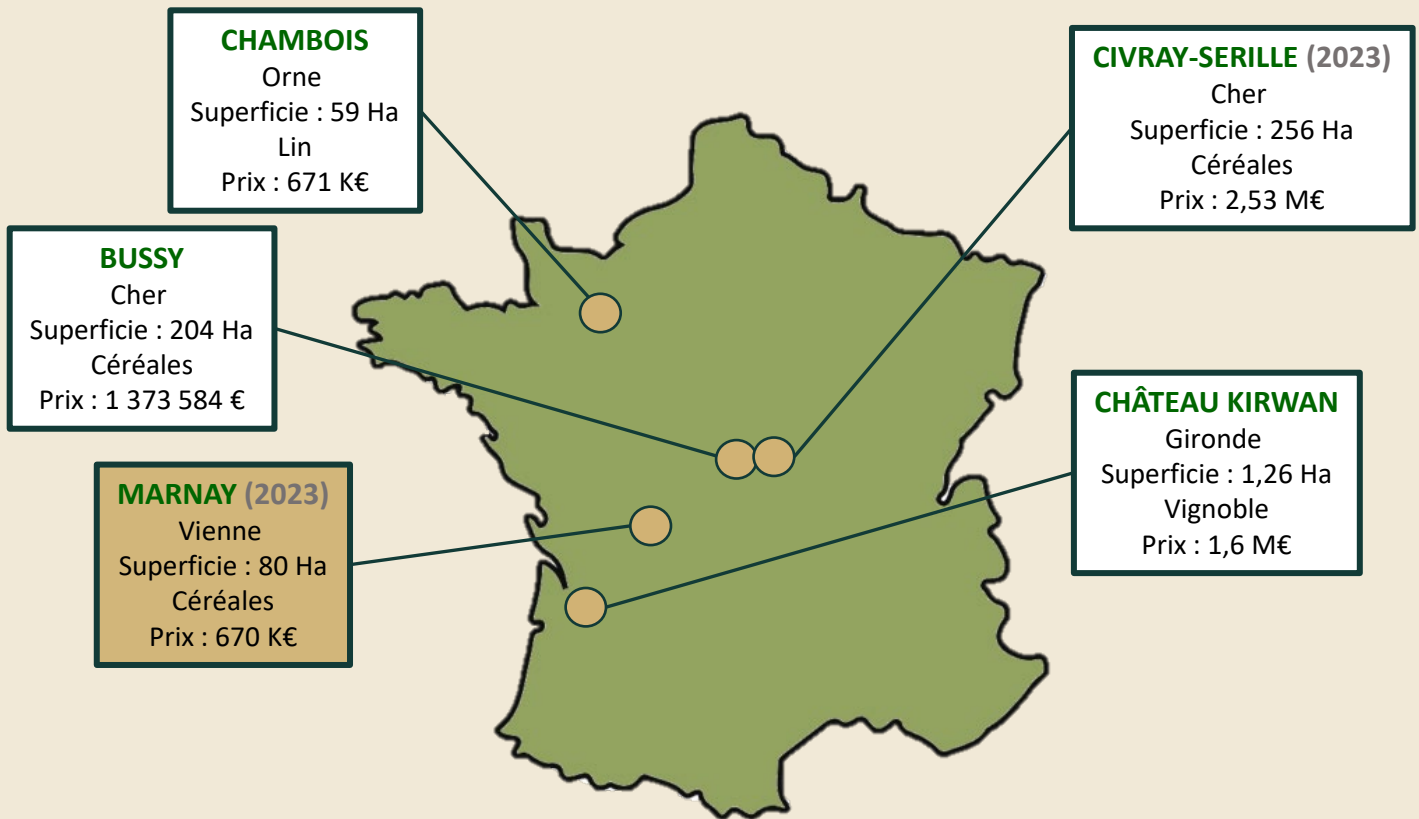 CHAMBOIS
Orne
Superficie : 59 Ha
Lin
Prix : 671 K€
CIVRAY-SERILLE (2023)
Cher
Superficie : 256 Ha
Céréales
Prix : 2,53 M€
BUSSY
Cher
Superficie : 204 Ha
Céréales
Prix : 1 373 584 €
CHÂTEAU KIRWAN
Gironde
Superficie : 1,26 Ha
Vignoble
Prix : 1,6 M€
MARNAY (2023)
Vienne
Superficie : 80 Ha
Céréales
Prix : 670 K€